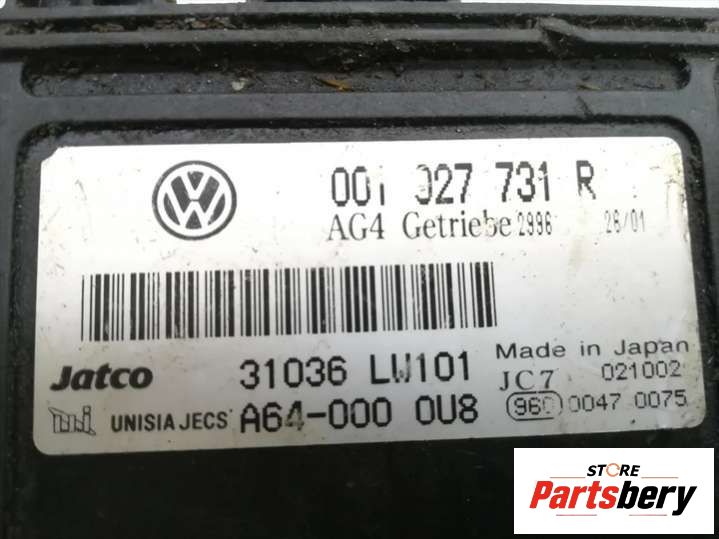 001 927 731 R
AG4 Getriebe 2996 26/01
Jatco 31036 LW101 Made in Japan
JC7 021002
UNISIA JECS A64-000 0U8 960 0047 0075
STORE
Partsbery